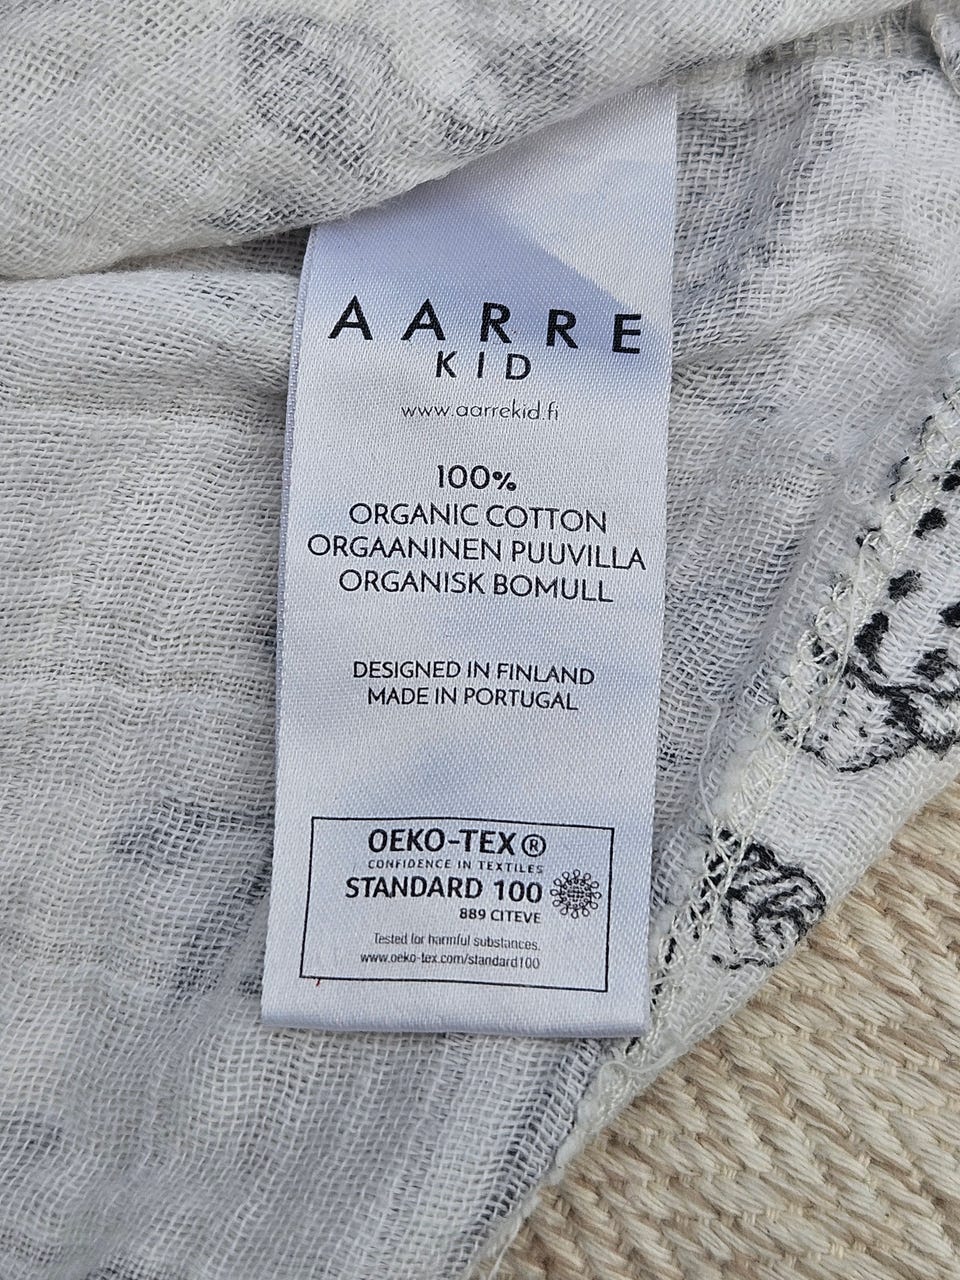 AARRE
KID
www.aarrekid.fi
100%
ORGANIC COTTON
ORGAANINEN PUUVILLA
ORGANISK BOMULL
DESIGNED IN FINLAND
MADE IN PORTUGAL
OEKO-TEX®
CONFIDENCE IN TEXTILES
STANDARD 100
889 CITEVE
Tested for harmful substances.
www.oeko-tex.com/standard100